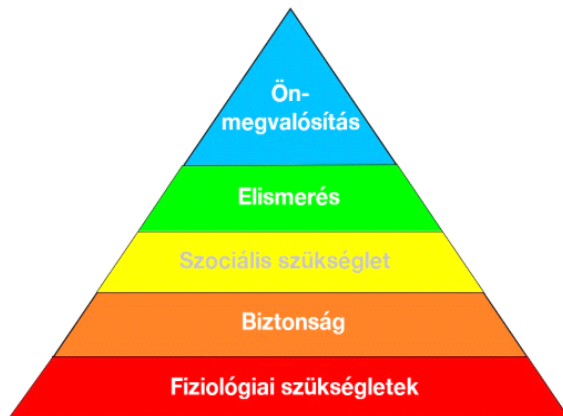 Ön-
megvalósítás
Elismerés
Szociális szükséglet
Biztonság
Fiziológiai szükségletek